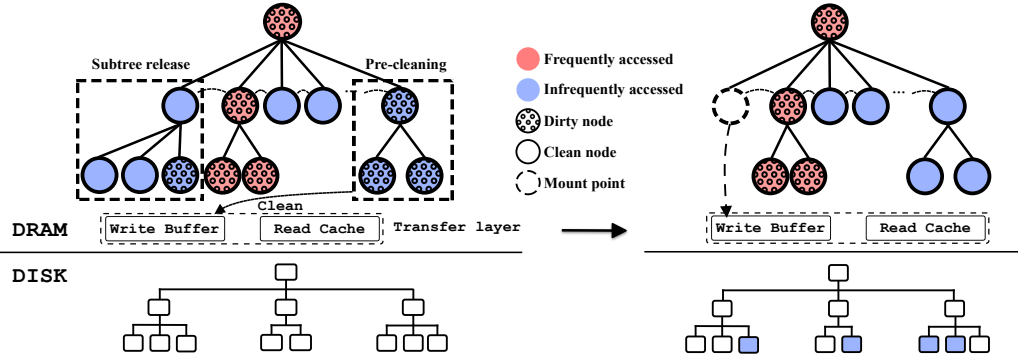 Subtree release
Pre-cleaning
Frequently accessed
Infrequently accessed
Dirty node
Clean node
Mount point
Clean
DRAM
Write Buffer
Read Cache
Transfer layer
Write Buffer
Read Cache
DISK